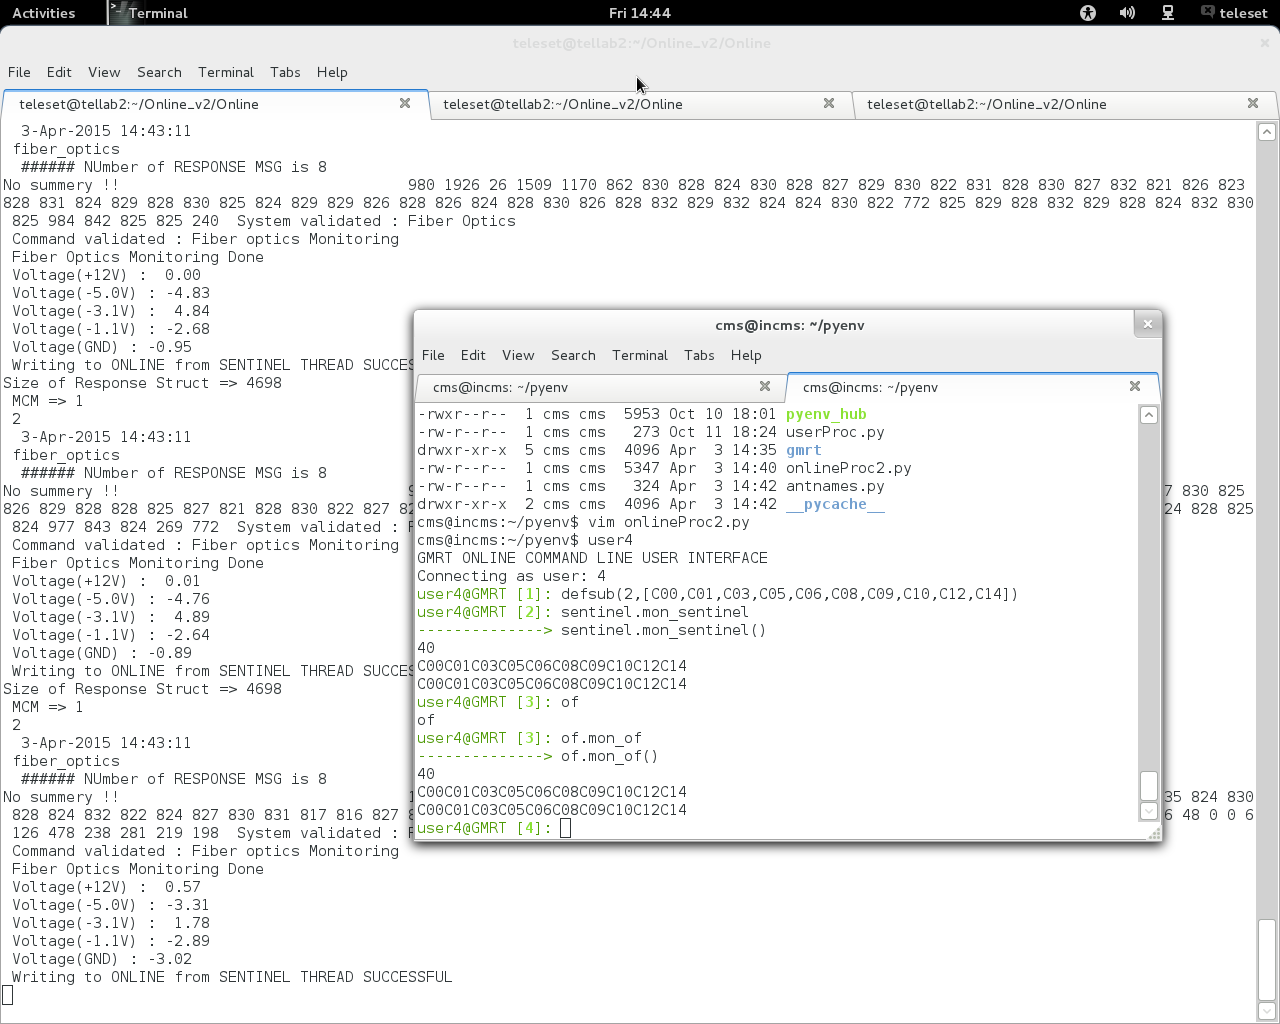 Activities Terminal Fri 14:44 teleset
teleset@tellab2:~/Online_v2/Online
File Edit View Search Terminal Tabs Help
teleset@tellab2:~/Online_v2/Online teleset@tellab2:~/Online_v2/Online teleset@tellab2:~/Online_v2/Online
3-Apr-2015 14:43:11
fiber_optics
###### NUmber of RESPONSE MSG is 8
No summery !! 980 1926 26 1509 1170 862 830 828 824 830 828 827 829 830 822 831 828 830 827 832 821 826 823
828 831 824 829 828 830 825 824 829 829 826 828 826 824 828 830 826 828 832 829 832 824 824 830 822 772 825 829 828 832 829 828 824 832 830
825 984 842 825 825 240 System validated : Fiber Optics
Command validated : Fiber optics Monitoring
Fiber Optics Monitoring Done
Voltage(+12V) : 0.00
Voltage(-5.0V) : -4.83
Voltage(-3.1V) : 4.84
Voltage(-1.1V) : -2.68
Voltage(GND) : -0.95
Writing to ONLINE from SENTINEL THREAD SUCCES
Size of Response Struct => 4698
MCM => 1
2
3-Apr-2015 14:43:11
fiber_optics
###### NUmber of RESPONSE MSG is 8
No summery !! 7 830 825
826 829 828 828 825 827 821 828 830 822 827 82 24 828 825
824 977 843 824 269 772 System validated : F
Command validated : Fiber optics Monitoring
Fiber Optics Monitoring Done
Voltage(+12V) : 0.01
Voltage(-5.0V) : -4.76
Voltage(-3.1V) : 4.89
Voltage(-1.1V) : -2.64
Voltage(GND) : -0.89
Writing to ONLINE from SENTINEL THREAD SUCCES
Size of Response Struct => 4698
MCM => 1
2
3-Apr-2015 14:43:11
fiber_optics
###### NUmber of RESPONSE MSG is 8
No summery !! 35 824 830
828 824 832 822 824 827 830 831 817 816 827 6 48 0 0 6
126 478 238 281 219 198 System validated : F
Command validated : Fiber optics Monitoring
Fiber Optics Monitoring Done
Voltage(+12V) : 0.57
Voltage(-5.0V) : -3.31
Voltage(-3.1V) : 1.78
Voltage(-1.1V) : -2.89
Voltage(GND) : -3.02
Writing to ONLINE from SENTINEL THREAD SUCCESSFUL
cms@incms: ~/pyenv
File Edit View Search Terminal Tabs Help
cms@incms: ~/pyenv cms@incms: ~/pyenv
-rwxr--r-- 1 cms cms 5953 Oct 10 18:01 pyenv_hub
-rw-r--r-- 1 cms cms 273 Oct 11 18:24 userProc.py
drwxr-xr-x 5 cms cms 4096 Apr 3 14:35 gmrt
-rw-r--r-- 1 cms cms 5347 Apr 3 14:40 onlineProc2.py
-rw-r--r-- 1 cms cms 324 Apr 3 14:42 antnames.py
drwxr-xr-x 2 cms cms 4096 Apr 3 14:42 __pycache__
cms@incms:~/pyenv$ vim onlineProc2.py
cms@incms:~/pyenv$ user4
GMRT ONLINE COMMAND LINE USER INTERFACE
Connecting as user: 4
user4@GMRT [1]: defsub(2,[C00,C01,C03,C05,C06,C08,C09,C10,C12,C14])
user4@GMRT [2]: sentinel.mon_sentinel
--------------> sentinel.mon_sentinel()
40
C00C01C03C05C06C08C09C10C12C14
C00C01C03C05C06C08C09C10C12C14
user4@GMRT [3]: of
of
user4@GMRT [3]: of.mon_of
--------------> of.mon_of()
40
C00C01C03C05C06C08C09C10C12C14
C00C01C03C05C06C08C09C10C12C14
user4@GMRT [4]: